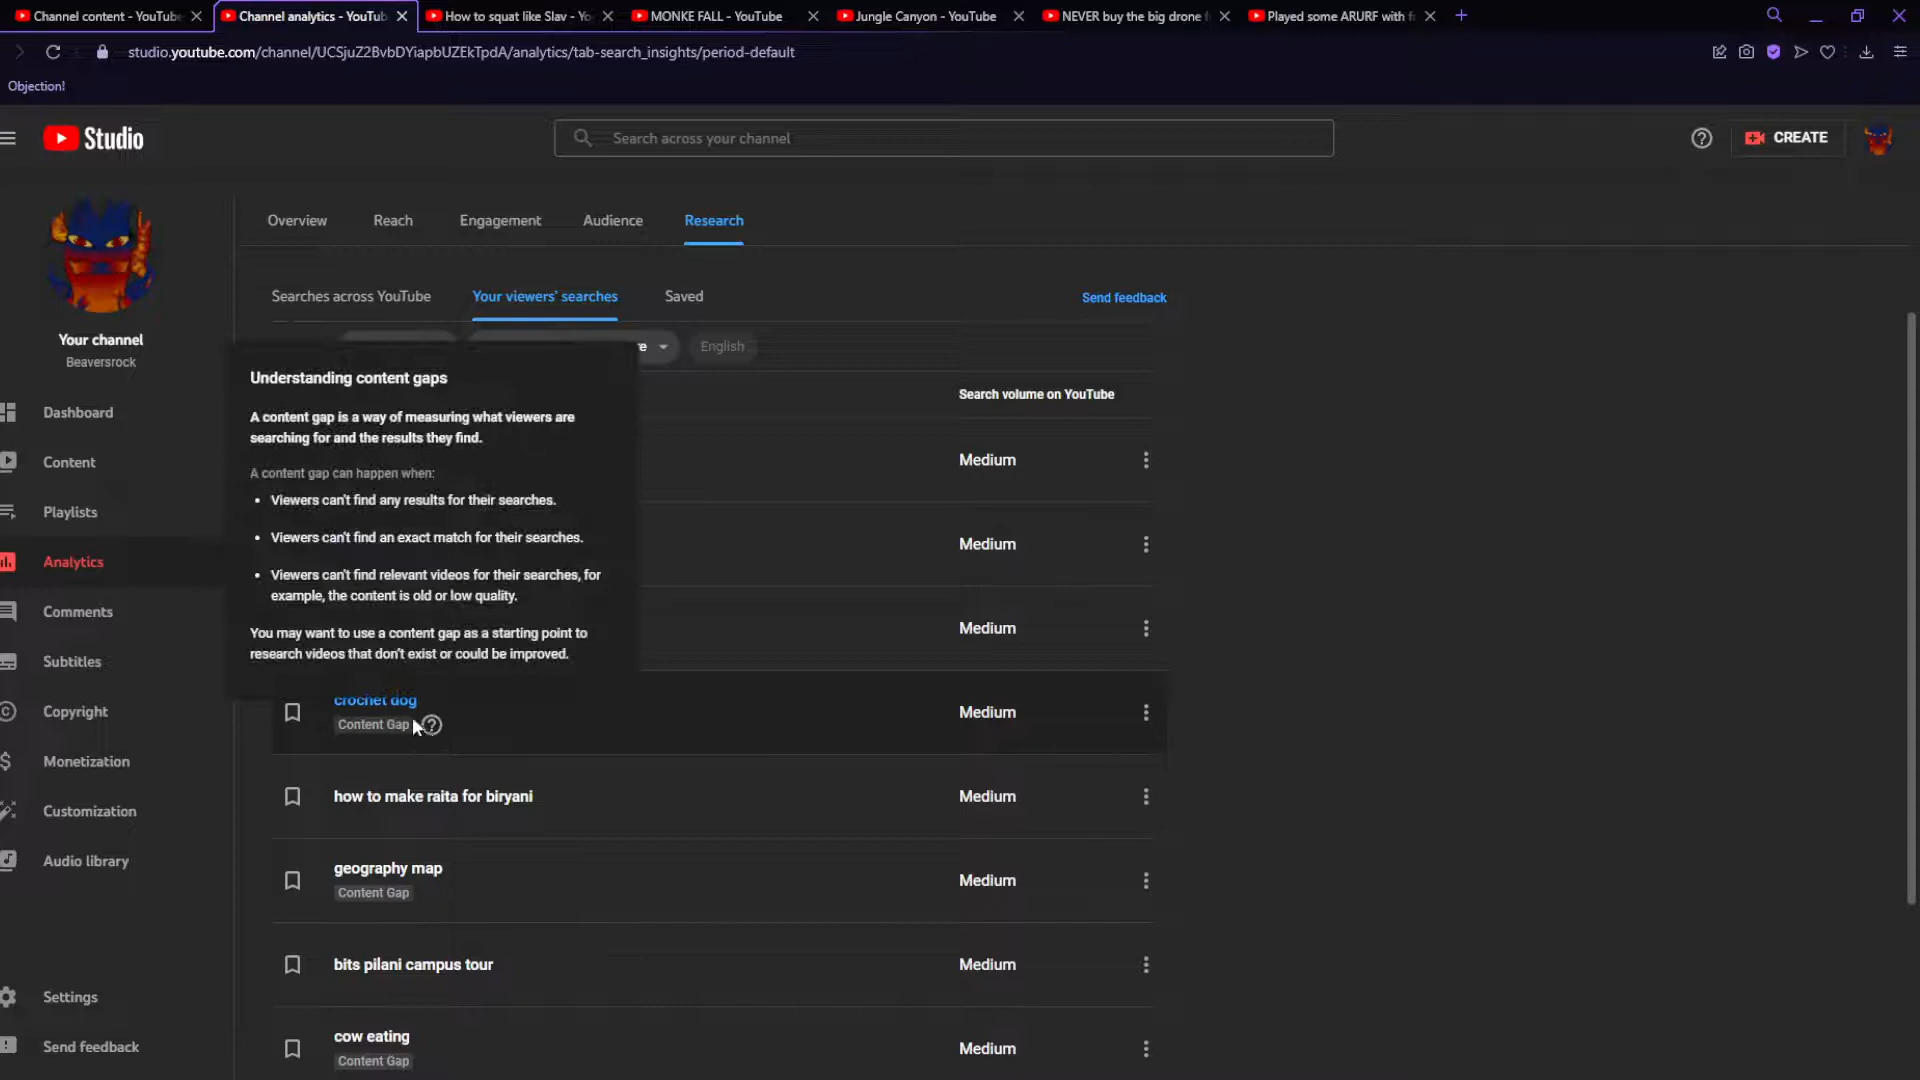 Channel content - YouTube
Channel analytics - YouTub
How to squat like Slav - Yo
MONKE FALL - YouTube
Jungle Canyon - YouTube
NEVER buy the big drone f
Played some ARURF with f
studio.youtube.com/channel/UCSjuZ2BvbDYiapbUZEkTpdA/analytics/tab-search_insights/period-default
Objection!
Studio
Search across your channel
CREATE
Overview
Reach
Engagement
Audience
Research
Searches across YouTube
Your viewers' searches
Saved
Send feedback
Your channel
Beaversrock
re
English
Understanding content gaps
A content gap is a way of measuring what viewers are
searching for and the results they find.
A content gap can happen when:
• Viewers can't find any results for their searches.
• Viewers can't find an exact match for their searches.
• Viewers can't find relevant videos for their searches, for
example, the content is old or low quality.
You may want to use a content gap as a starting point to
research videos that don't exist or could be improved.
Search volume on YouTube
Medium
Medium
Medium
crochet dog
Content Gap
Medium
how to make raita for biryani
Medium
geography map
Content Gap
Medium
bits pilani campus tour
Medium
cow eating
Content Gap
Medium
Dashboard
Content
Playlists
Analytics
Comments
Subtitles
Copyright
Monetization
Customization
Audio library
Settings
Send feedback